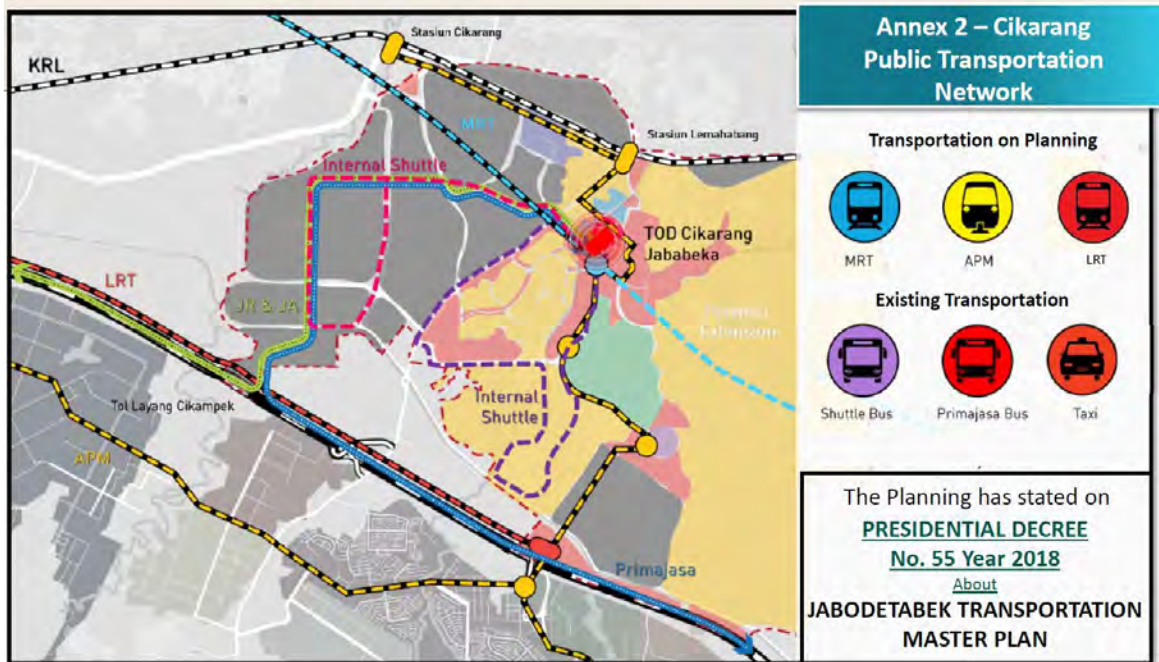 Annex 2 – Cikarang
Public Transportation
Network
KRL
Stasiun Cikarang
MRT
Stasiun Lemahabang
Internal Shuttle
TOD Cikarang
Jababeka
LRT
JR & JA
Internal
Shuttle
Tol Layang Cikampek
APM
Primajasa
Transportation on Planning
MRT
APM
LRT
Existing Transportation
Shuttle Bus
Primajasa Bus
Taxi
The Planning has stated on
PRESIDENTIAL DECREE
No. 55 Year 2018
About
JABODETABEK TRANSPORTATION
MASTER PLAN